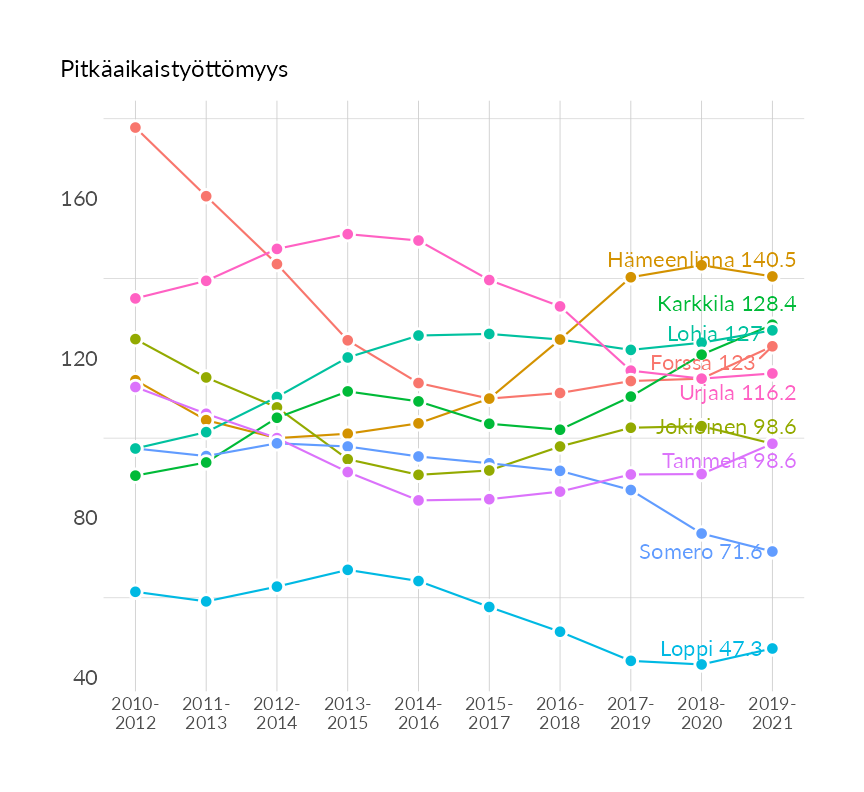 Pitkäaikaistyöttömyys
160
120
80
40
Hämeenlinna 140.5
Karkkila 128.4
Lohja 127
Forssa 123
Urjala 116.2
Jokioinen 98.6
Tammela 98.6
Somero 71.6
Loppi 47.3
2010- 2011- 2012- 2013- 2014- 2015- 2016- 2017- 2018- 2019-
2012 2013 2014 2015 2016 2017 2018 2019 2020 2021